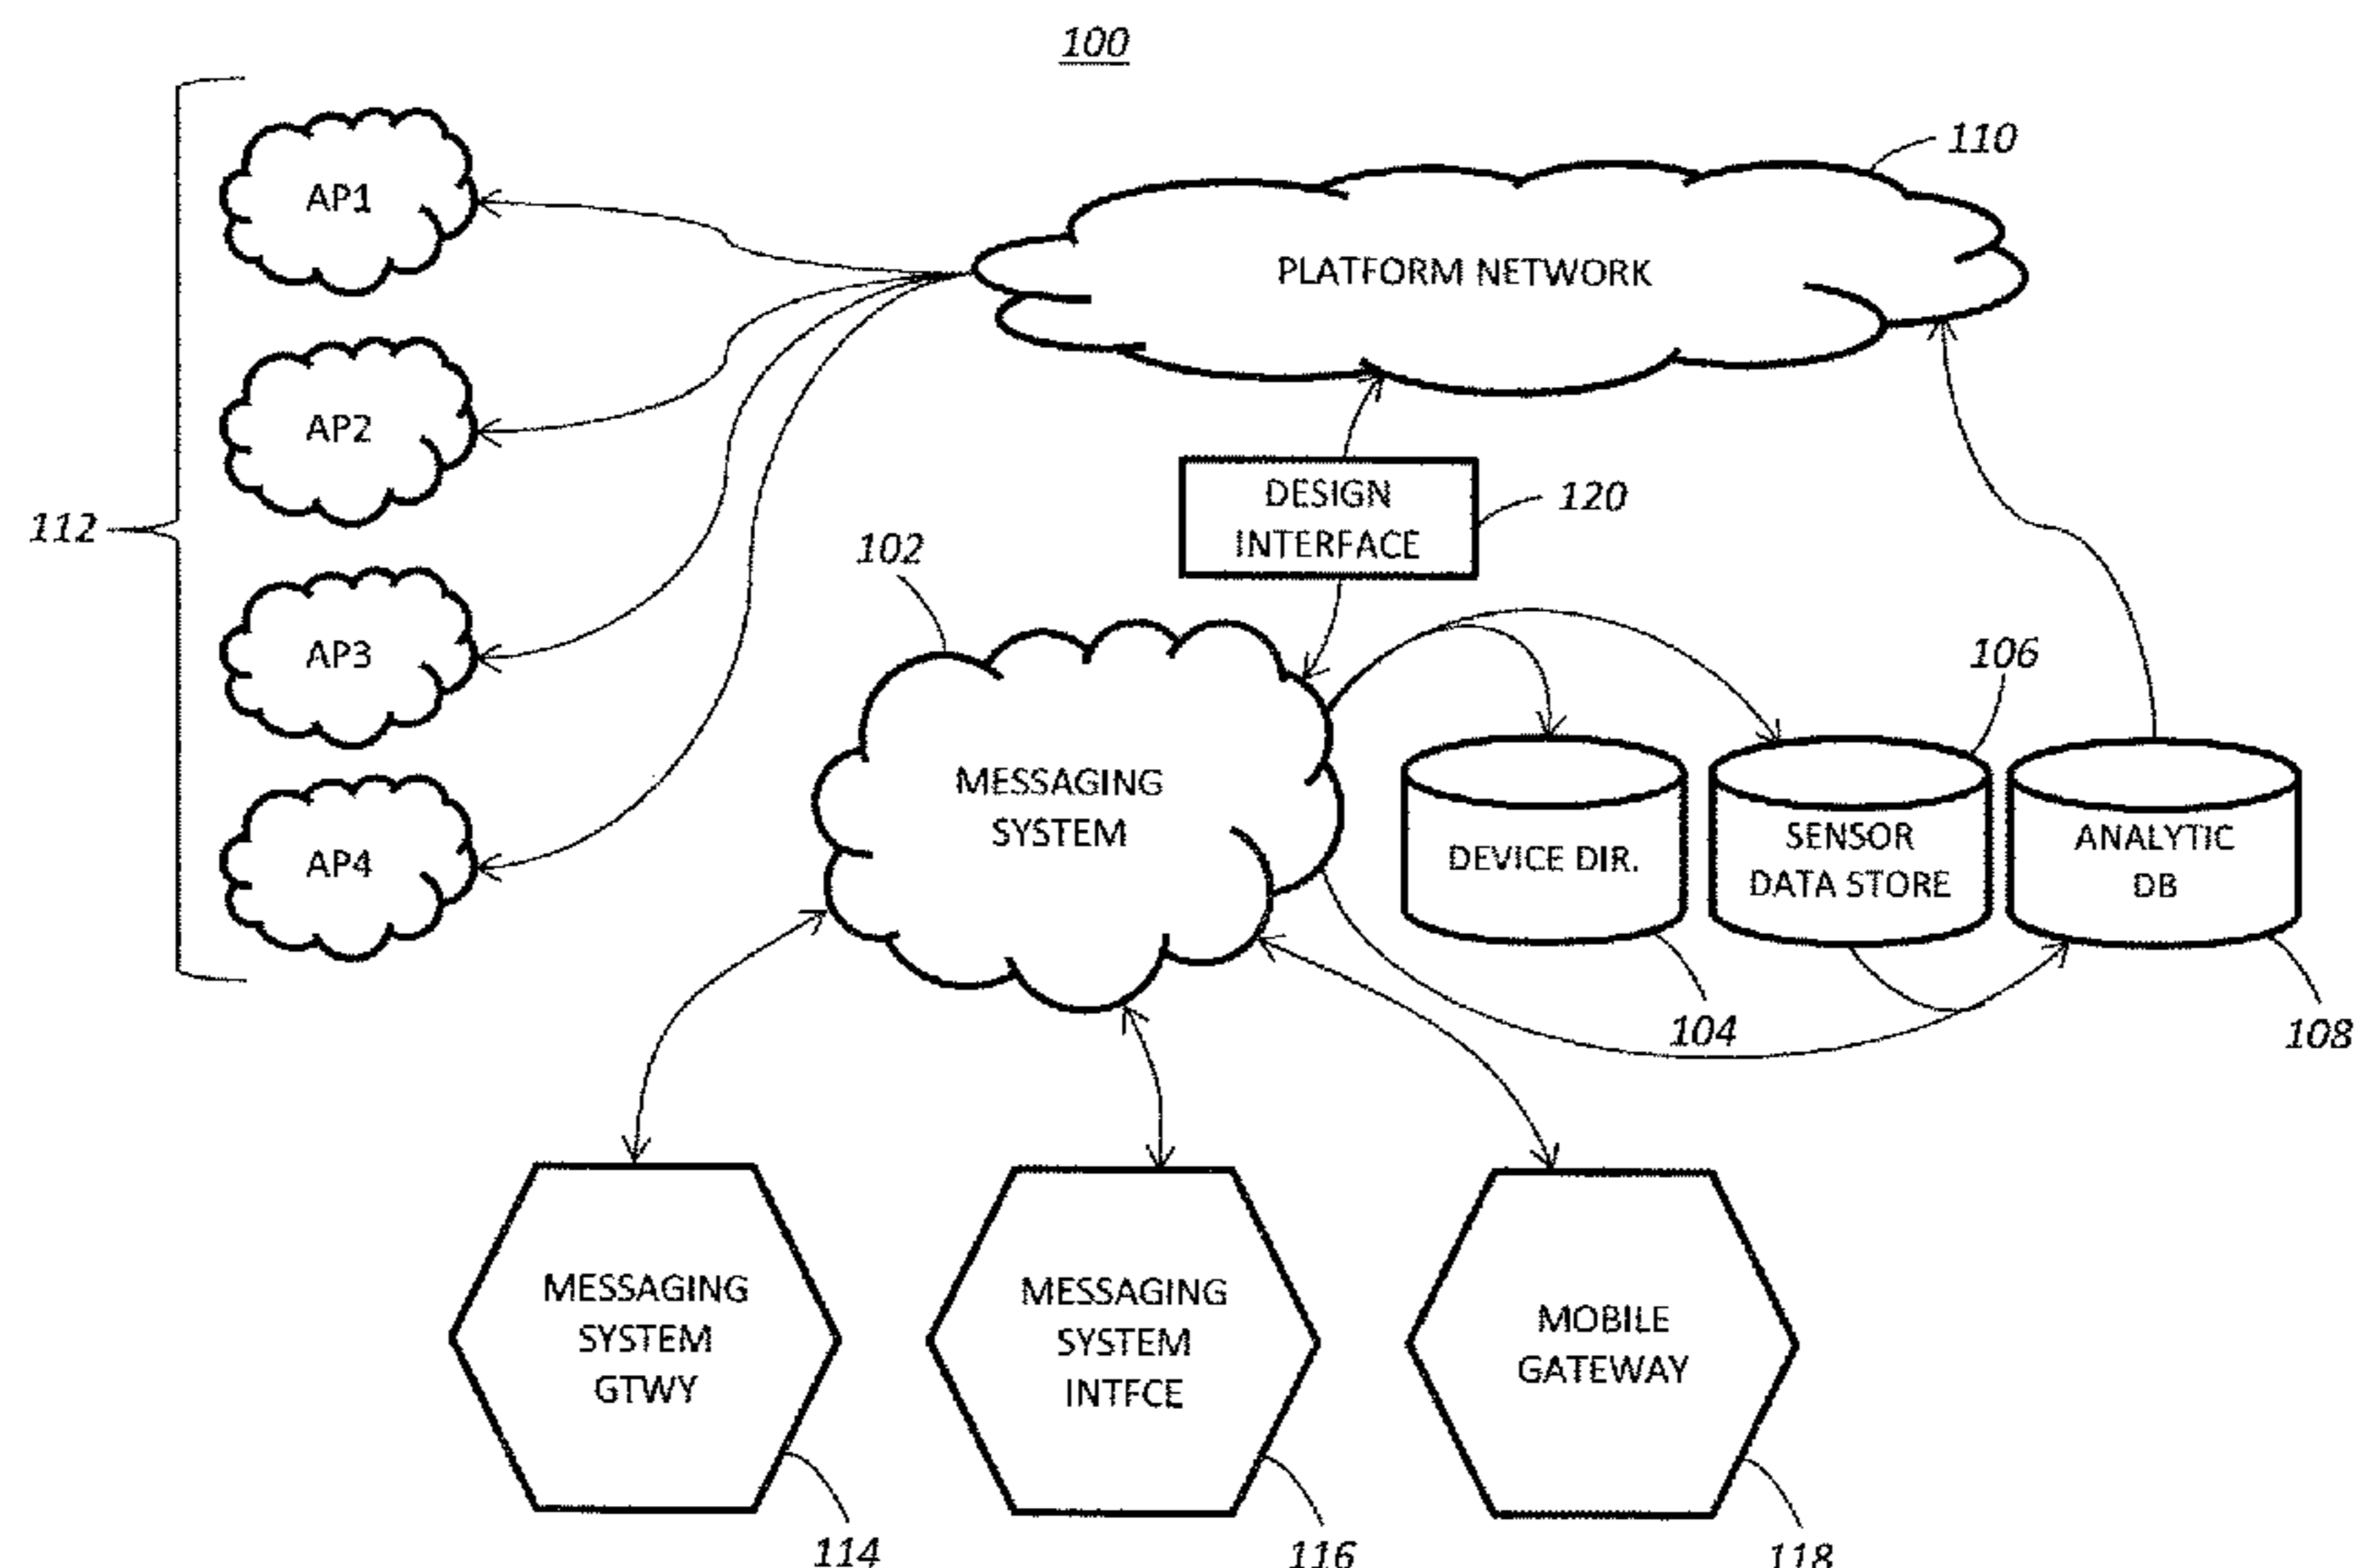 100
110
AP1
PLATFORM NETWORK
AP2
DESIGN
INTERFACE
120
112
102
AP3
106
MESSAGING
SYSTEM
DEVICE DIR.
SENSOR
DATA STORE
ANALYTIC
DB
AP4
104
108
MESSAGING
SYSTEM
GTWY
MESSAGING
SYSTEM
INTFCE
MOBILE
GATEWAY
114
116
118